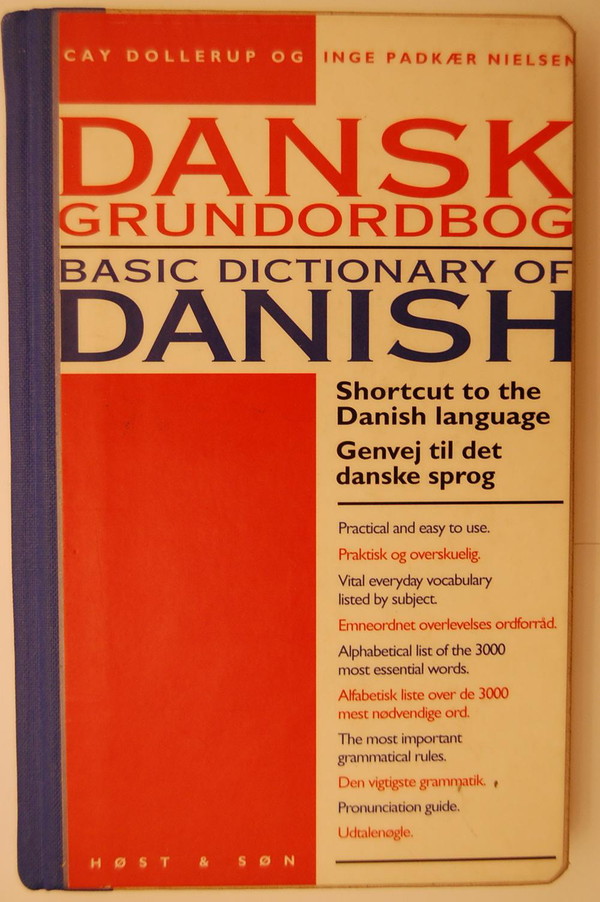 CAY DOLLERUP OG INGE PADKÆR NIELSEN
DANSK
GRUNDORDBOG
BASIC DICTIONARY OF
DANISH
Shortcut to the
Danish language
Genvej til det
danske sprog
Practical and easy to use.
Praktisk og overskuelig.
Vital everyday vocabulary
listed by subject.
Emneordnet overlevelses ordforråd.
Alphabetical list of the 3000
most essential words.
Alfabetisk liste over de 3000
mest nødvendige ord.
The most important
grammatical rules.
Den vigtigste grammatik.
Pronunciation guide.
Udtalenøgle.
HØST & SØN